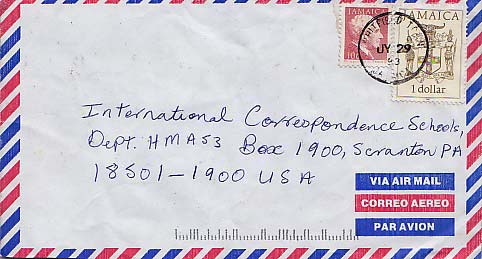 JAMAICA
JAMAICA
JY 29
1 dollar
International Correspondence Schools,
Dept. HMAS3 Box 1900, Scranton PA
18501-1900 USA
VIA AIR MAIL
CORREO AEREO
PAR AVION